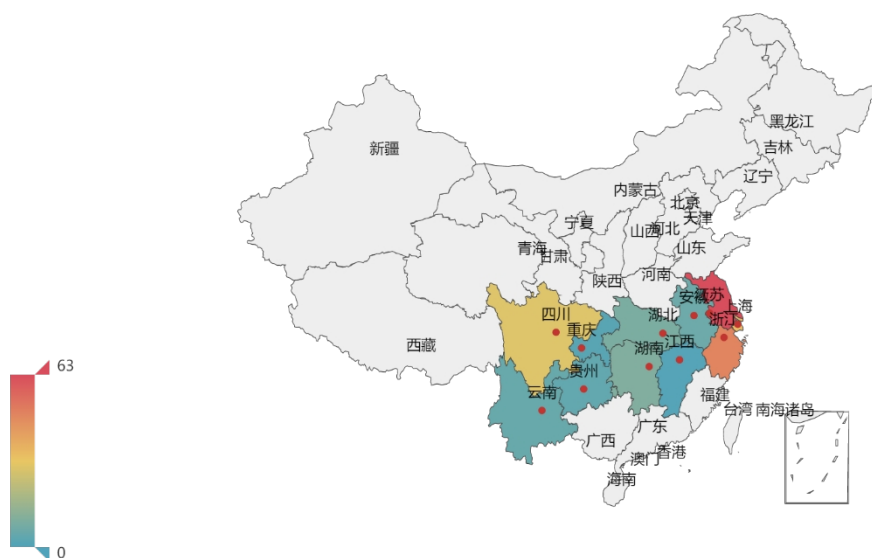 黑龙江
吉林
新疆
辽宁
内蒙古
北京
天津
宁夏
山西
河北
青海
甘肃
山东
陕西
河南
安徽
江苏
上海
四川
湖北
浙江
重庆
西藏
湖南
江西
63
贵州
云南
福建
台湾
南海诸岛
广东
广西
香港
澳门
海南
0